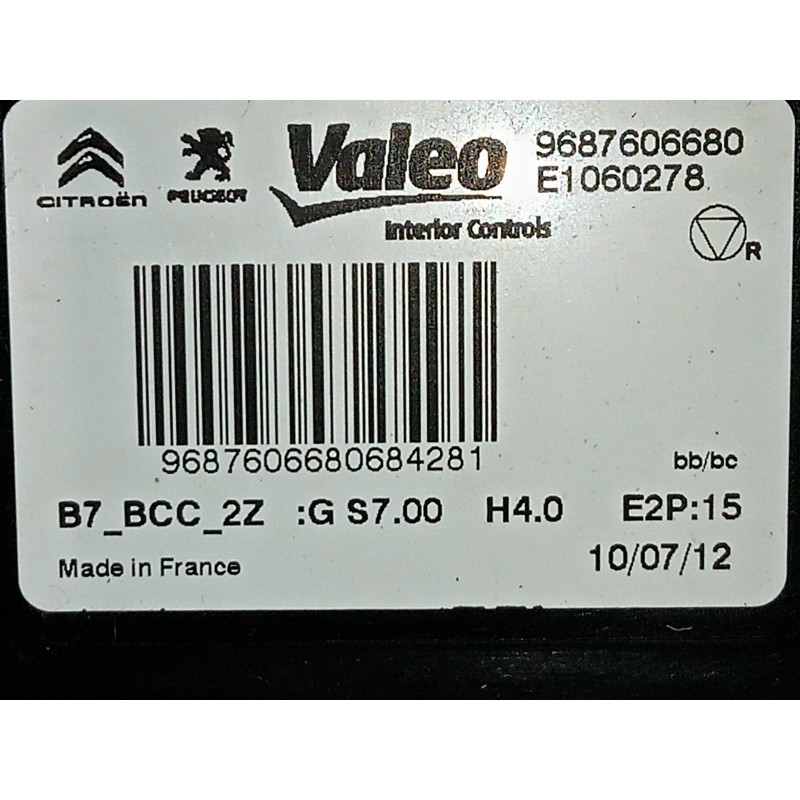 CITROËN PEUGEOT Valeo 9687606680
E1060278
Interior Controls
R
9687606680684281 bb/bc
B7_BCC_2Z :G S7.00 H4.0 E2P:15
Made in France 10/07/12